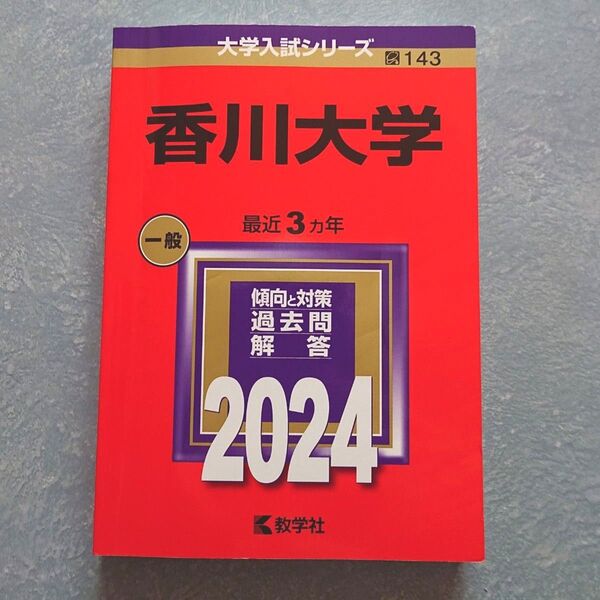 大学入試シリーズ
143
香川大学
最近3ヵ年
一般
傾向と対策
過去問
解答
2024
教学社